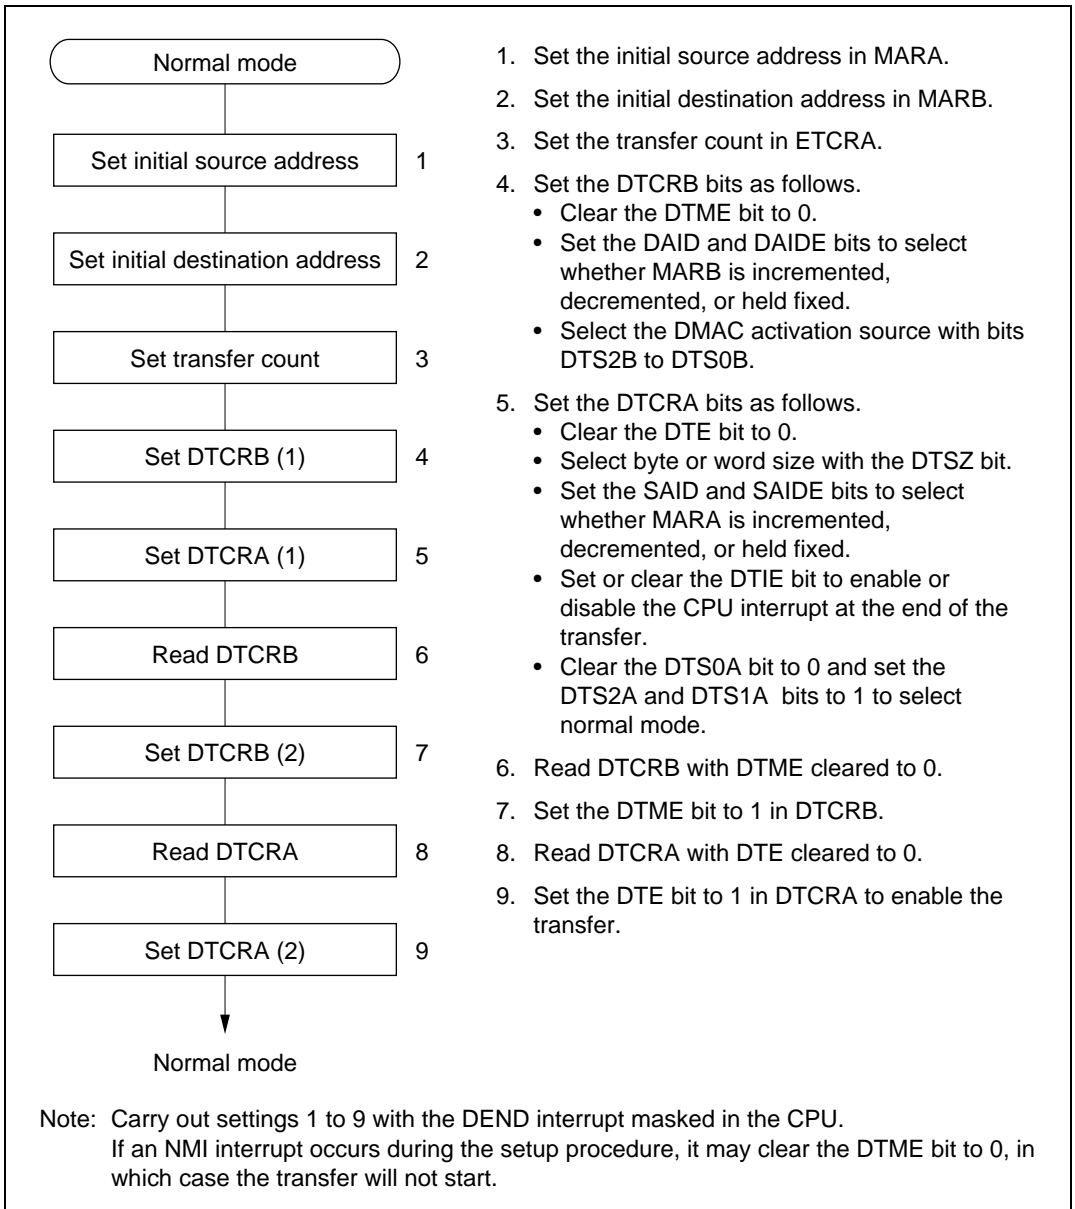 Normal mode
Set initial source address 1
Set initial destination address 2
Set transfer count 3
Set DTCRB (1) 4
Set DTCRA (1) 5
Read DTCRB 6
Set DTCRB (2) 7
Read DTCRA 8
Set DTCRA (2) 9
Normal mode
1. Set the initial source address in MARA.
2. Set the initial destination address in MARB.
3. Set the transfer count in ETCRA.
4. Set the DTCRB bits as follows.
• Clear the DTME bit to 0.
• Set the DAID and DAIDE bits to select
whether MARB is incremented,
decremented, or held fixed.
• Select the DMAC activation source with bits
DTS2B to DTS0B.
5. Set the DTCRA bits as follows.
• Clear the DTE bit to 0.
• Select byte or word size with the DTSZ bit.
• Set the SAID and SAIDE bits to select
whether MARA is incremented,
decremented, or held fixed.
• Set or clear the DTIE bit to enable or
disable the CPU interrupt at the end of the
transfer.
• Clear the DTS0A bit to 0 and set the
DTS2A and DTS1A bits to 1 to select
normal mode.
6. Read DTCRB with DTME cleared to 0.
7. Set the DTME bit to 1 in DTCRB.
8. Read DTCRA with DTE cleared to 0.
9. Set the DTE bit to 1 in DTCRA to enable the
transfer.
Note: Carry out settings 1 to 9 with the DEND interrupt masked in the CPU.
If an NMI interrupt occurs during the setup procedure, it may clear the DTME bit to 0, in
which case the transfer will not start.